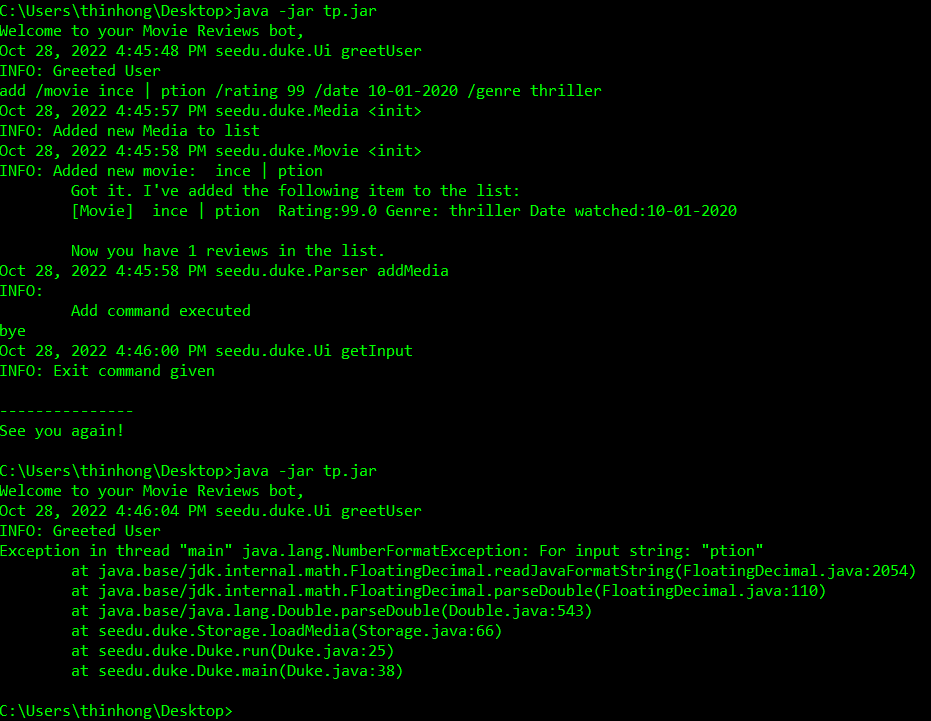 C:\Users\thinhong\Desktop>java -jar tp.jar
Welcome to your Movie Reviews bot,
Oct 28, 2022 4:45:48 PM seedu.duke.Ui greetUser
INFO: Greeted User
add /movie ince | ption /rating 99 /date 10-01-2020 /genre thriller
Oct 28, 2022 4:45:57 PM seedu.duke.Media <init>
INFO: Added new Media to list
Oct 28, 2022 4:45:58 PM seedu.duke.Movie <init>
INFO: Added new movie:  ince | ption
        Got it. I've added the following item to the list:
        [Movie]  ince | ption  Rating:99.0 Genre: thriller Date watched:10-01-2020

        Now you have 1 reviews in the list.
Oct 28, 2022 4:45:58 PM seedu.duke.Parser addMedia
INFO:
        Add command executed
bye
Oct 28, 2022 4:46:00 PM seedu.duke.Ui getInput
INFO: Exit command given

---------------
See you again!

C:\Users\thinhong\Desktop>java -jar tp.jar
Welcome to your Movie Reviews bot,
Oct 28, 2022 4:46:04 PM seedu.duke.Ui greetUser
INFO: Greeted User
Exception in thread "main" java.lang.NumberFormatException: For input string: "ption"
        at java.base/jdk.internal.math.FloatingDecimal.readJavaFormatString(FloatingDecimal.java:2054)
        at java.base/jdk.internal.math.FloatingDecimal.parseDouble(FloatingDecimal.java:110)
        at java.base/java.lang.Double.parseDouble(Double.java:543)
        at seedu.duke.Storage.loadMedia(Storage.java:66)
        at seedu.duke.Duke.run(Duke.java:25)
        at seedu.duke.Duke.main(Duke.java:38)

C:\Users\thinhong\Desktop>